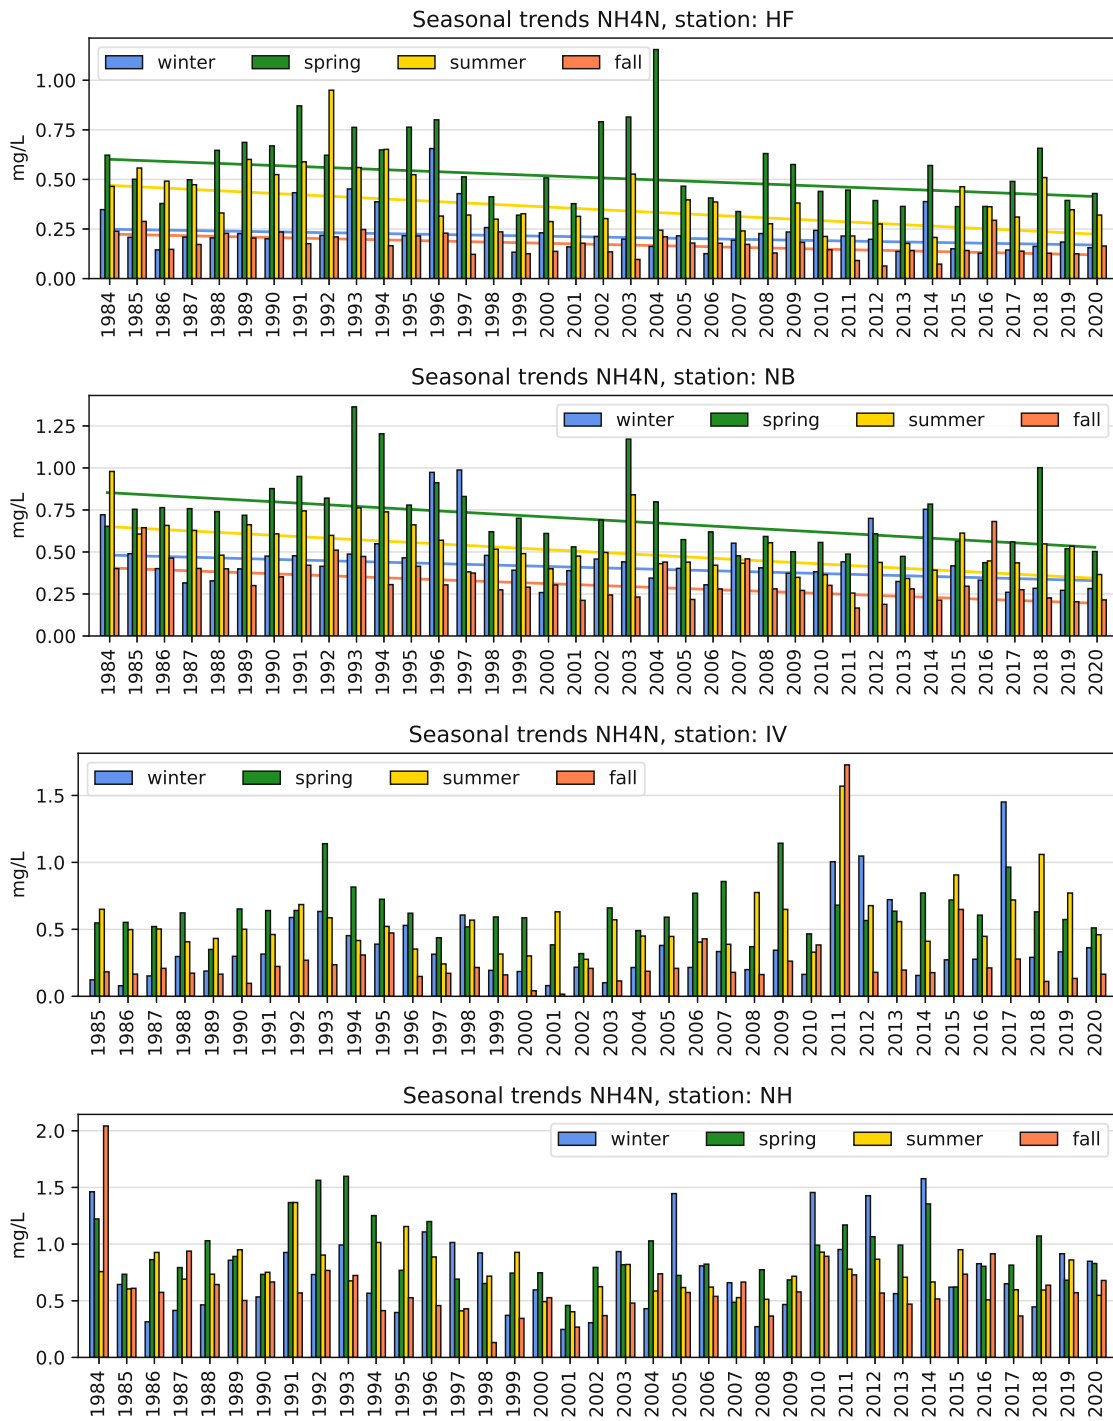 Seasonal trends NH4N, station: HF
winter spring summer fall
mg/L
1.00
0.75
0.50
0.25
0.00
1984 1985 1986 1987 1988 1989 1990 1991 1992 1993 1994 1995 1996 1997 1998 1999 2000 2001 2002 2003 2004 2005 2006 2007 2008 2009 2010 2011 2012 2013 2014 2015 2016 2017 2018 2019 2020
Seasonal trends NH4N, station: NB
winter spring summer fall
mg/L
1.25
1.00
0.75
0.50
0.25
0.00
1984 1985 1986 1987 1988 1989 1990 1991 1992 1993 1994 1995 1996 1997 1998 1999 2000 2001 2002 2003 2004 2005 2006 2007 2008 2009 2010 2011 2012 2013 2014 2015 2016 2017 2018 2019 2020
Seasonal trends NH4N, station: IV
winter spring summer fall
mg/L
1.5
1.0
0.5
0.0
1985 1986 1987 1988 1989 1990 1991 1992 1993 1994 1995 1996 1997 1998 1999 2000 2001 2002 2003 2004 2005 2006 2007 2008 2009 2010 2011 2012 2013 2014 2015 2016 2017 2018 2019 2020
Seasonal trends NH4N, station: NH
winter spring summer fall
mg/L
2.0
1.5
1.0
0.5
0.0
1984 1985 1986 1987 1988 1989 1990 1991 1992 1993 1994 1995 1996 1997 1998 1999 2000 2001 2002 2003 2004 2005 2006 2007 2008 2009 2010 2011 2012 2013 2014 2015 2016 2017 2018 2019 2020